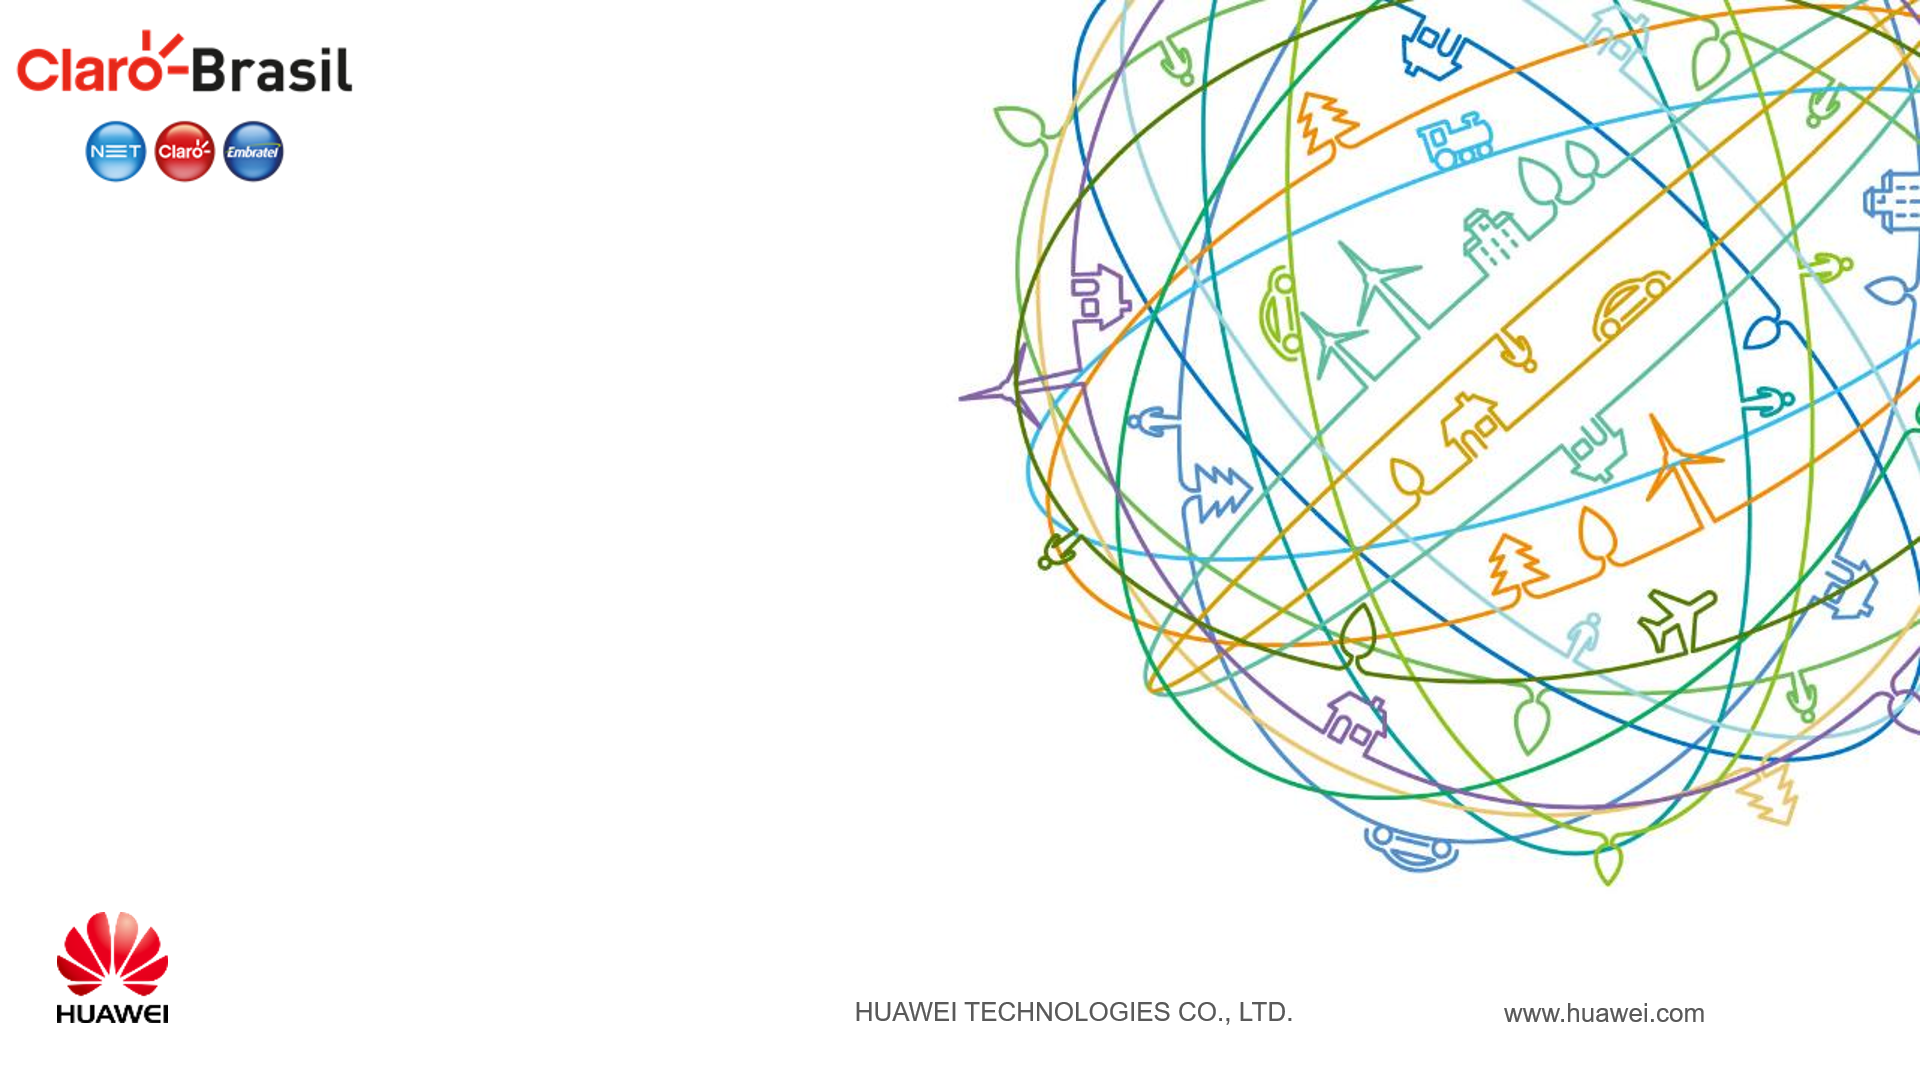 Claro-Brasil
NET Claro- Embratel
HUAWEI
HUAWEI TECHNOLOGIES CO., LTD.
www.huawei.com